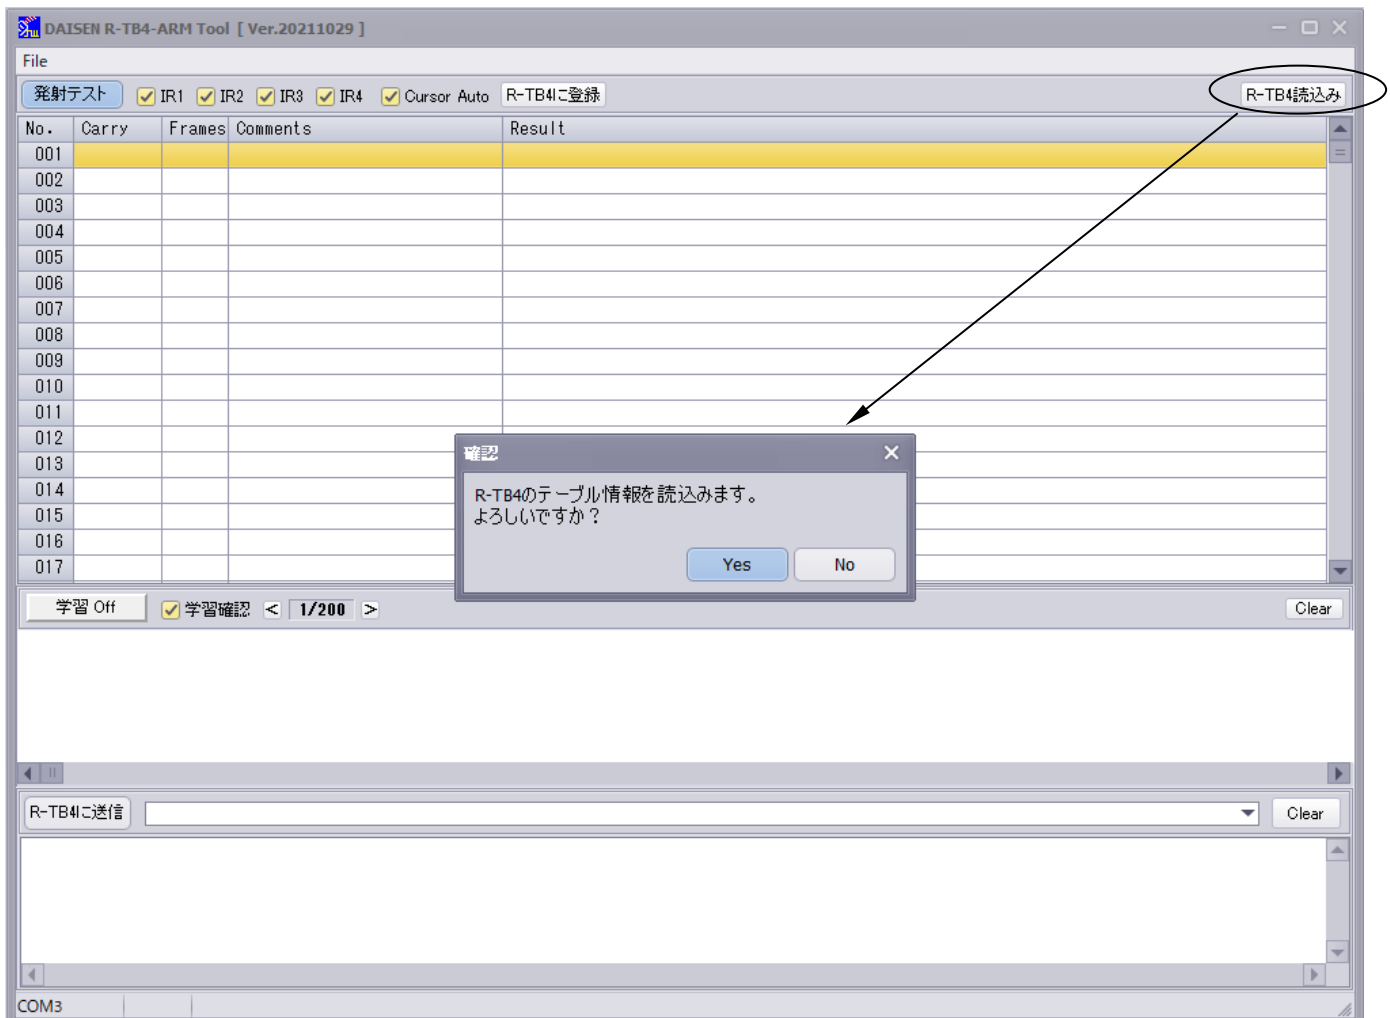 DAISEN R-TB4-ARM Tool [ Ver.20211029 ]
File
発射テスト IR1 IR2 IR3 IR4 Cursor Auto R-TB4に登録 R-TB4読込み
No. Carry Frames Comments Result
001
002
003
004
005
006
007
008
009
010
011
012
013
014
015
016
017
確認
R-TB4のテーブル情報を読込みます。
よろしいですか？
Yes No
学習 Off 学習確認 < 1/200 > Clear
R-TB4に送信 Clear
COM3